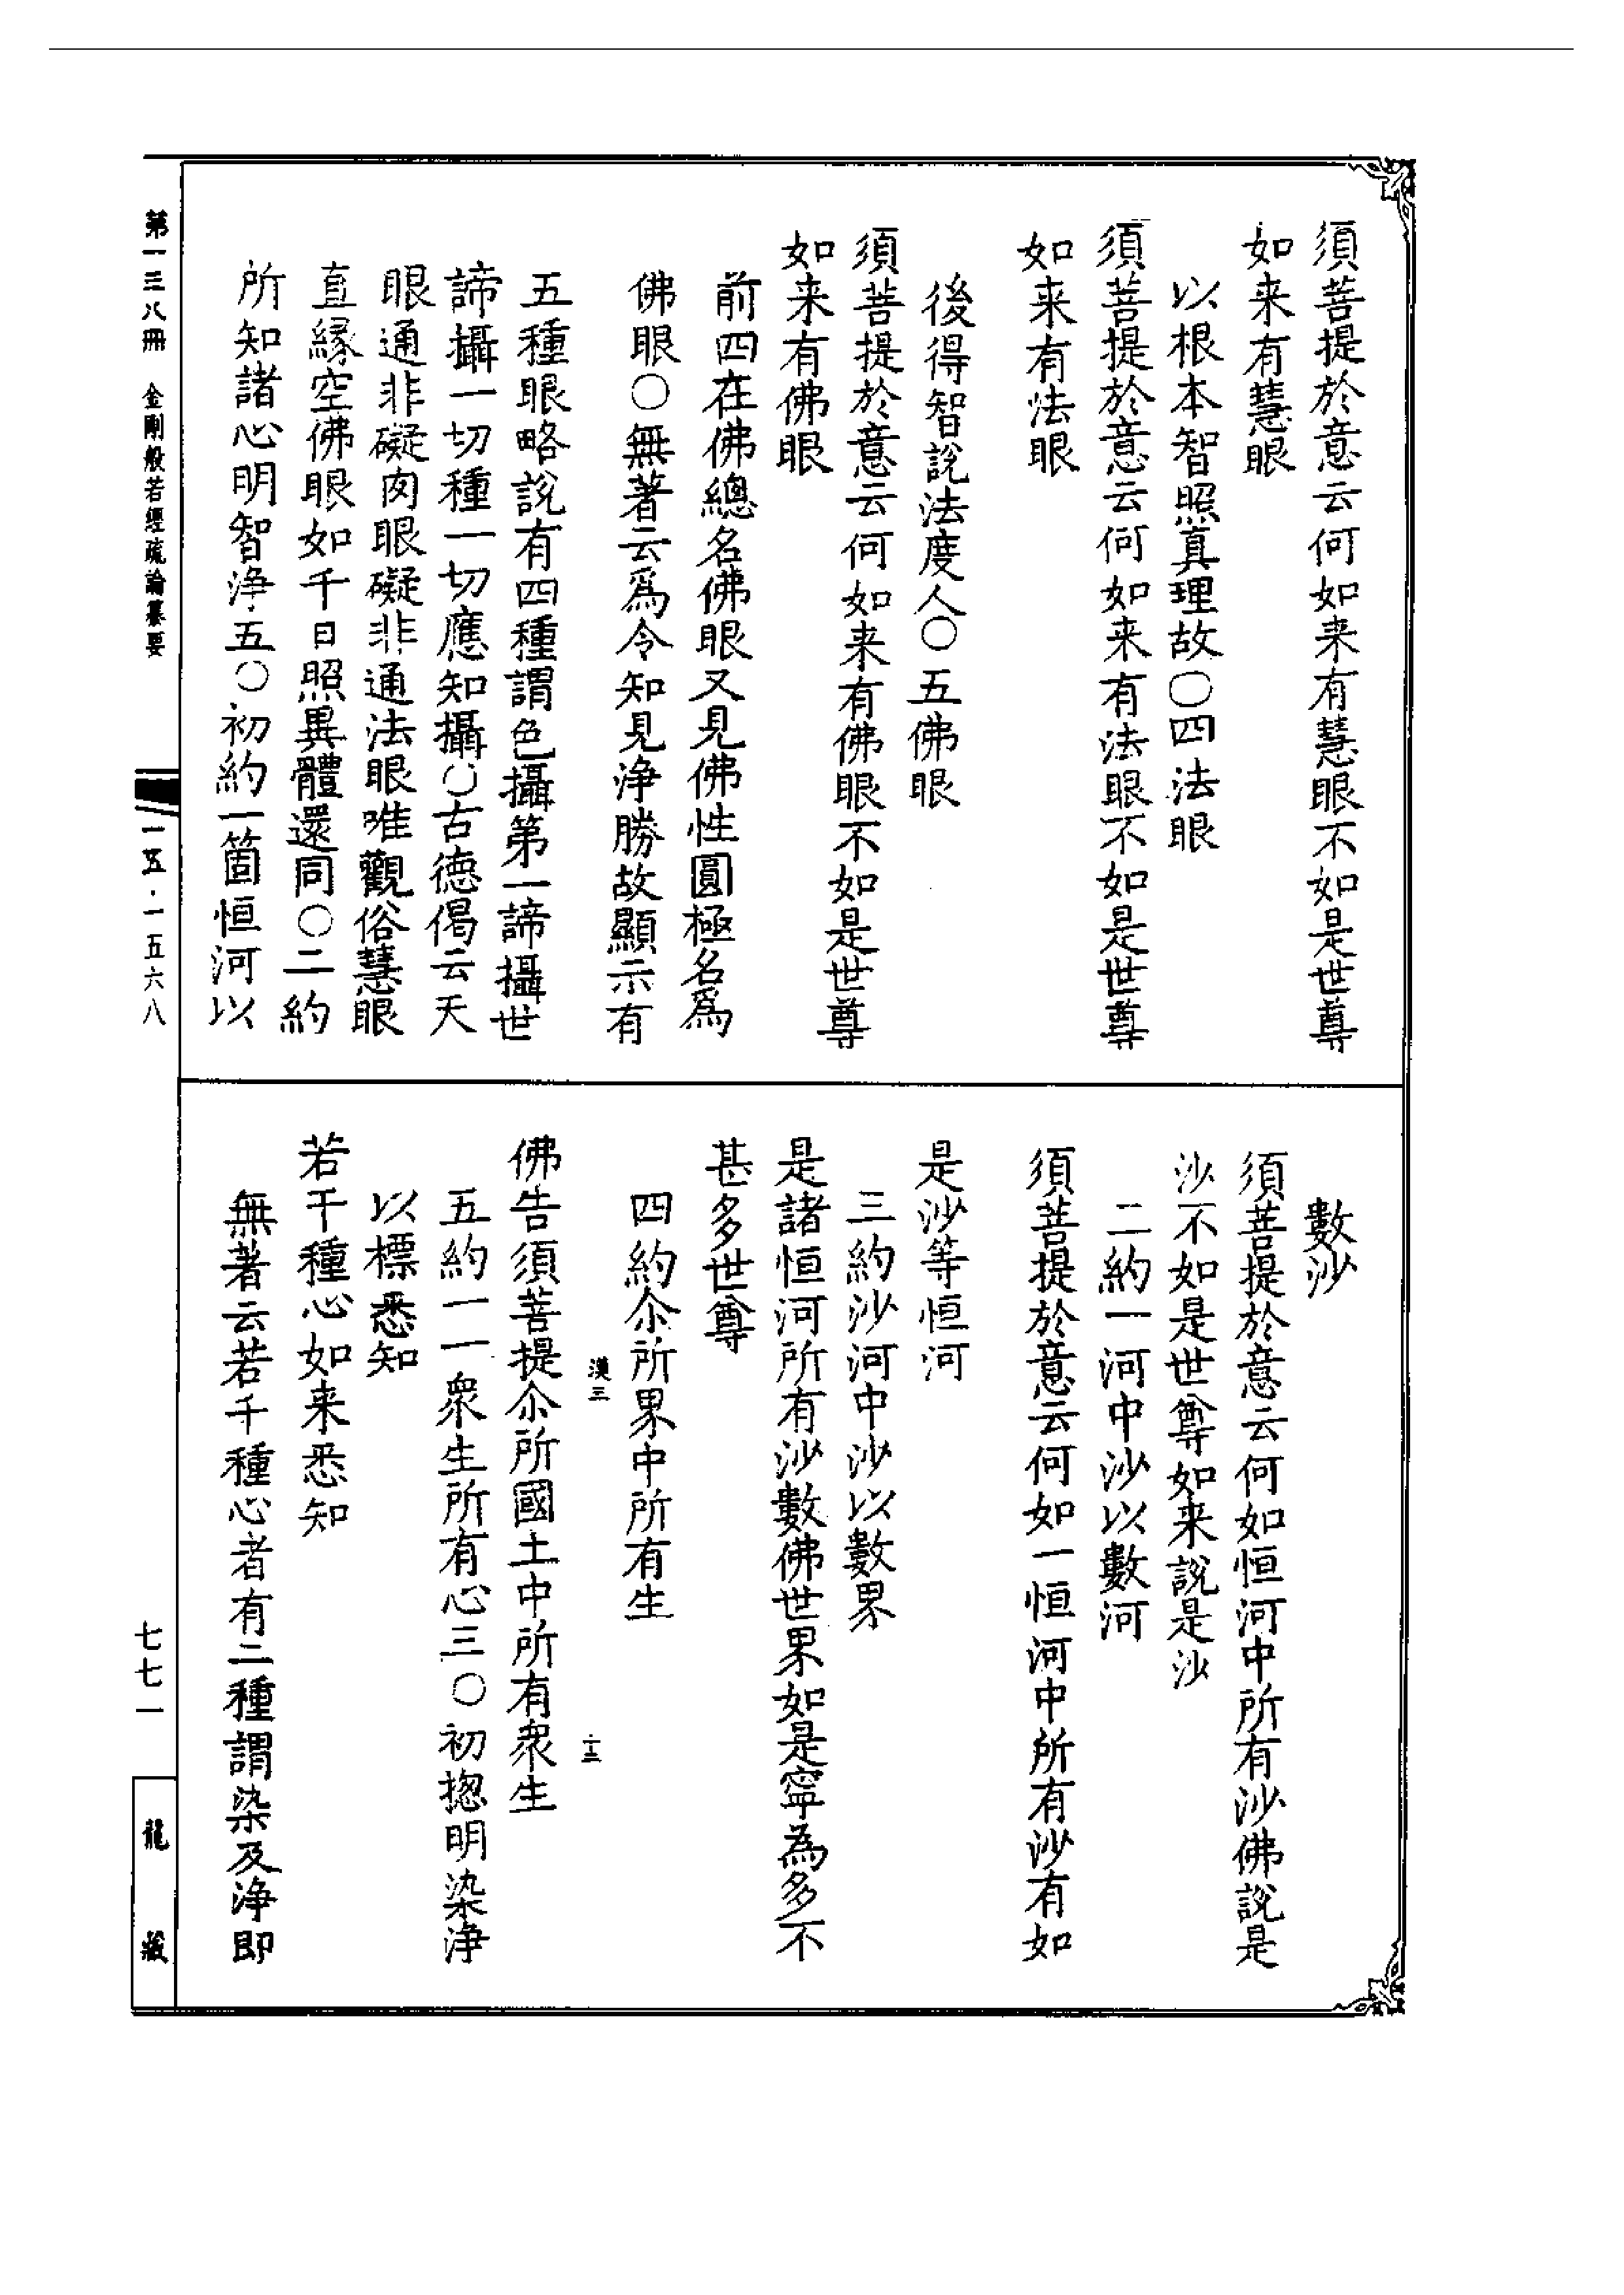 須菩提於意云何如来有慧眼不如是世尊
如来有慧眼
以根本智照真理故〇四法眼
須菩提於意云何如来有法眼不如是世尊
如来有法眼
後得智說法度人〇五佛眼
須菩提於意云何如来有佛眼不如是世尊
如来有佛眼
前四在佛總名佛眼又見佛性圓極名為
佛眼〇無著云為令知見淨勝故顯示有
五種眼略說有四種謂色攝第一諦攝世
諦攝一切種一切應知攝〇古德偈云天
眼通非礙肉眼礙非通法眼唯觀俗慧眼
直緣空佛眼如千日照異體還同〇二約
所知諸心明智淨五〇初約一箇恒河以
數沙
須菩提於意云何如恒河中所有沙佛說是
沙不如是世尊如来說是沙
二約一河中沙以數河
須菩提於意云何如一恒河中所有沙有如
是沙等恒河
三約沙河中沙以數界
是諸恒河所有沙數佛世界如是寧為多不
甚多世尊
四約尒所界中所有生
漢三
十三
佛告須菩提尒所國土中所有衆生
五約一一衆生所有心三〇初揔明染淨
以標悉知
若干種心如来悉知
無著云若干種心者有二種謂染及淨即
第一三八冊 金剛般若經疏論纂要
一五·一五六八
七七一
龍藏